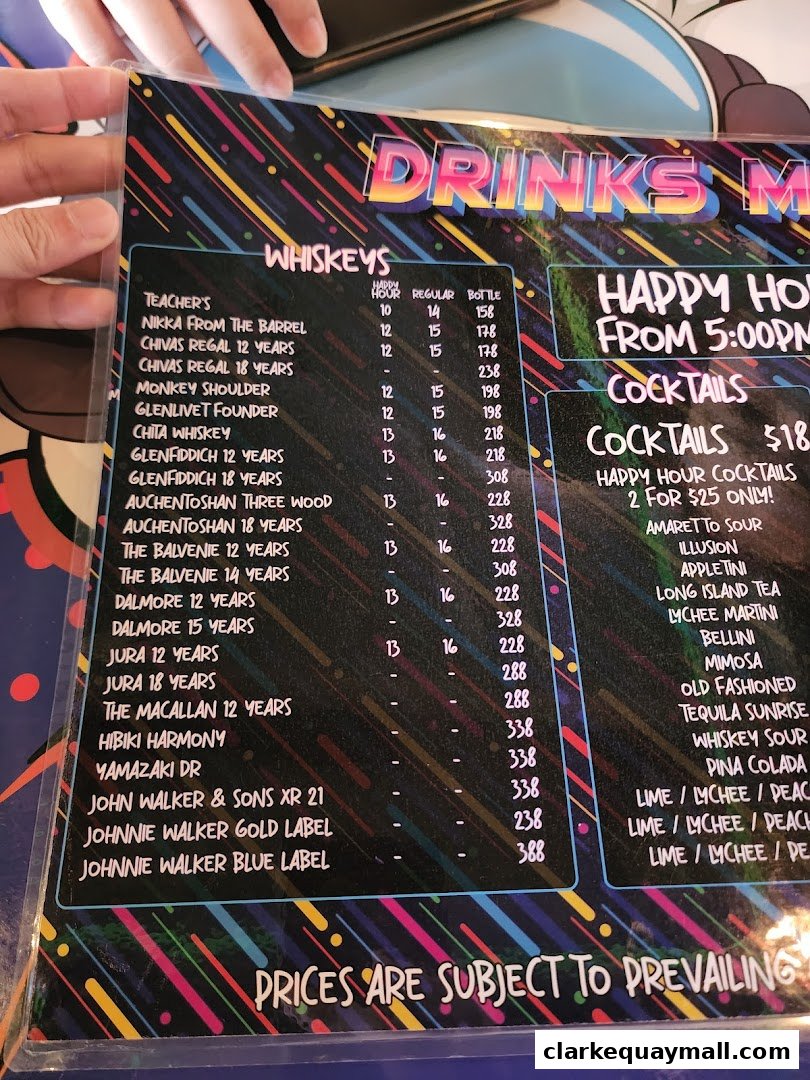 DRINKS M
WHISKEYS
HAPPY HOUR REGULAR BOTTLE
TEACHER'S 10 14 158
NIKKA FROM THE BARREL 12 15 178
CHIVAS REGAL 12 YEARS 12 15 178
CHIVAS REGAL 18 YEARS - - 238
MONKEY SHOULDER 12 15 198
GLENLIVET FOUNDER 12 15 198
CHITA WHISKEY 13 16 218
GLENFIDDICH 12 YEARS 13 16 218
GLENFIDDICH 18 YEARS - - 308
AUCHENTOSHAN THREE WOOD 13 16 228
AUCHENTOSHAN 18 YEARS - - 328
THE BALVENIE 12 YEARS 13 16 228
THE BALVENIE 14 YEARS - - 308
DALMORE 12 YEARS 13 16 228
DALMORE 15 YEARS - - 328
JURA 12 YEARS 13 16 228
JURA 18 YEARS - - 288
THE MACALLAN 12 YEARS - - 288
HIBIKI HARMONY - - 338
YAMAZAKI DR - - 338
JOHN WALKER & SONS XR 21 - - 338
JOHNNIE WALKER GOLD LABEL - - 238
JOHNNIE WALKER BLUE LABEL - - 388
HAPPY HO
FROM 5:00PM
COCKTAILS
COCKTAILS $18
HAPPY HOUR COCKTAILS
2 FOR $25 ONLY!
AMARETTO SOUR
ILLUSION
APPLETINI
LONG ISLAND TEA
LYCHEE MARTINI
BELLINI
MIMOSA
OLD FASHIONED
TEQUILA SUNRISE
WHISKEY SOUR
PINA COLADA
LIME / LYCHEE / PEAC
LIME / LYCHEE / PEAC
LIME / LYCHEE / PE
PRICES ARE SUBJECT TO PREVAILING
clarkequaymall.com